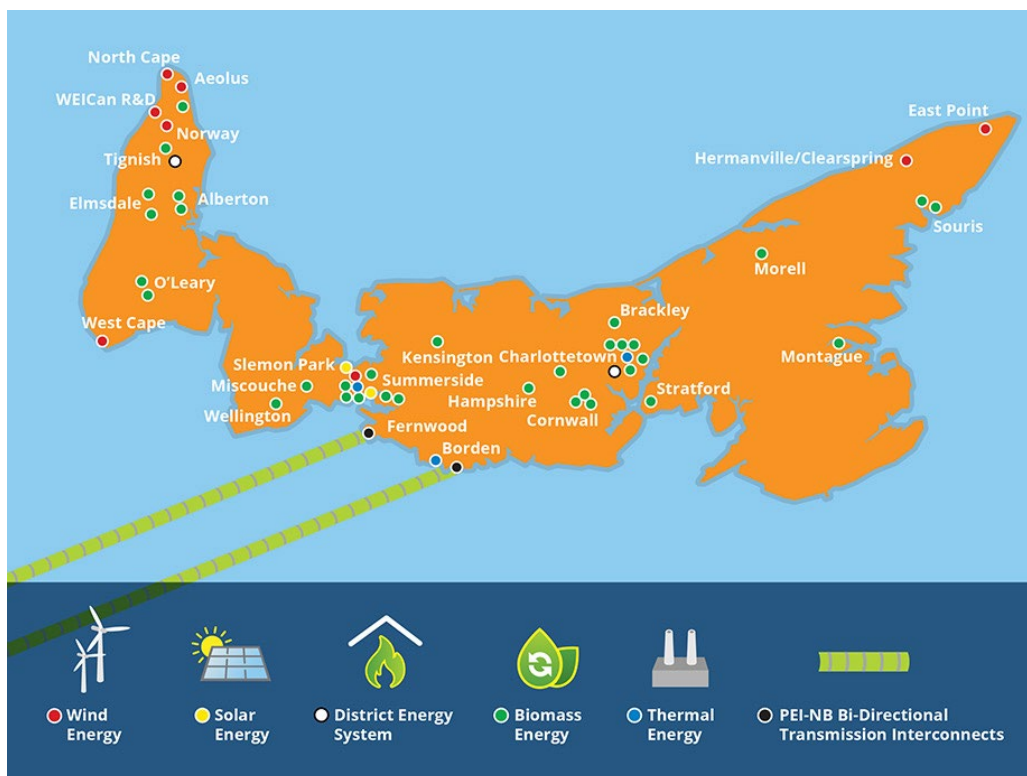 North Cape
Aeolus
WEICan R&D
East Point
Norway
Tignish
Hermanville/Clearspring
Elmsdale
Alberton
Souris
Morell
O'Leary
Brackley
West Cape
Kensington
Charlottetown
Montague
Slemon Park
Miscouche
Summerside
Stratford
Hampshire
Wellington
Cornwall
Fernwood
Borden
Wind
Energy
Solar
Energy
District Energy
System
Biomass
Energy
Thermal
Energy
PEI-NB Bi-Directional
Transmission Interconnects